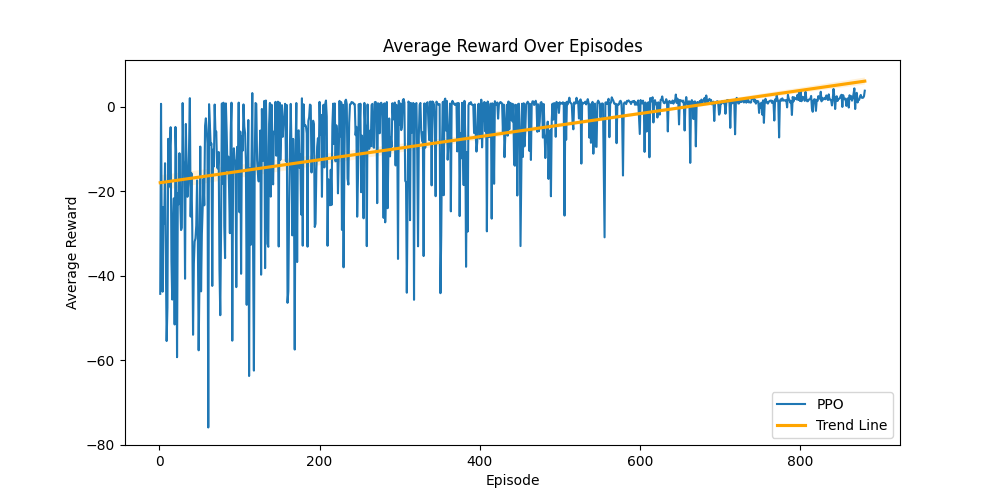 Average Reward Over Episodes
Average Reward
0
−20
−40
−60
−80
0 200 400 600 800
Episode
PPO
Trend Line